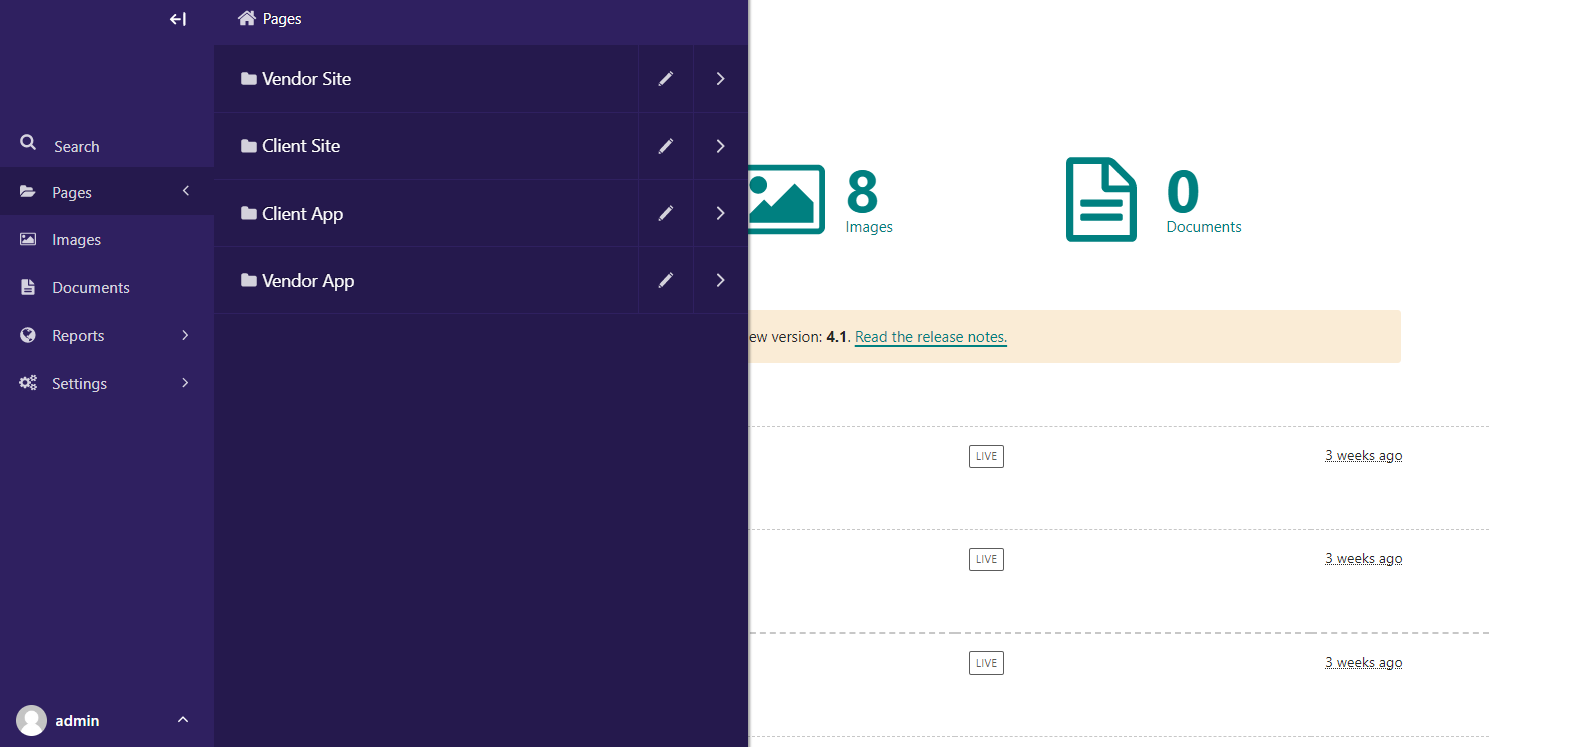 Pages
Vendor Site
Client Site
Client App
Vendor App
Search
Pages
Images
Documents
Reports
Settings
admin
8
Images
0
Documents
ew version: 4.1. Read the release notes.
LIVE 3 weeks ago
LIVE 3 weeks ago
LIVE 3 weeks ago